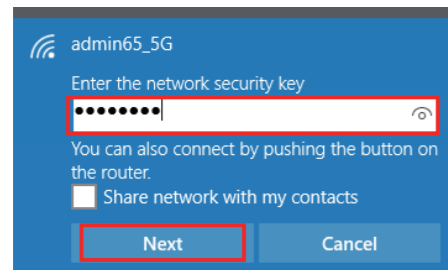 admin65_5G
Enter the network security key
●●●●●●●●
You can also connect by pushing the button on
the router.
Share network with my contacts
Next
Cancel